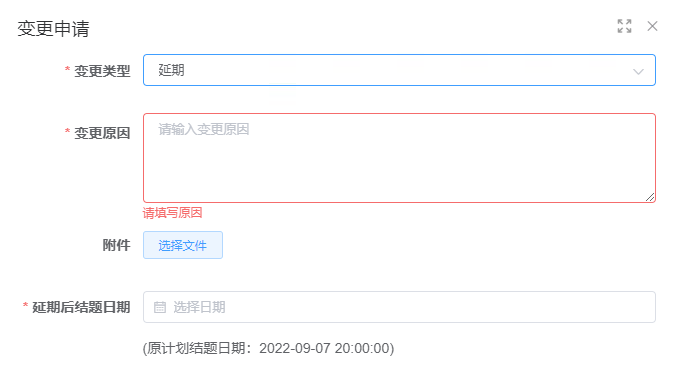 变更申请
* 变更类型
延期
* 变更原因
请输入变更原因
请填写原因
附件
选择文件
* 延期后结题日期
选择日期
(原计划结题日期：2022-09-07 20:00:00)